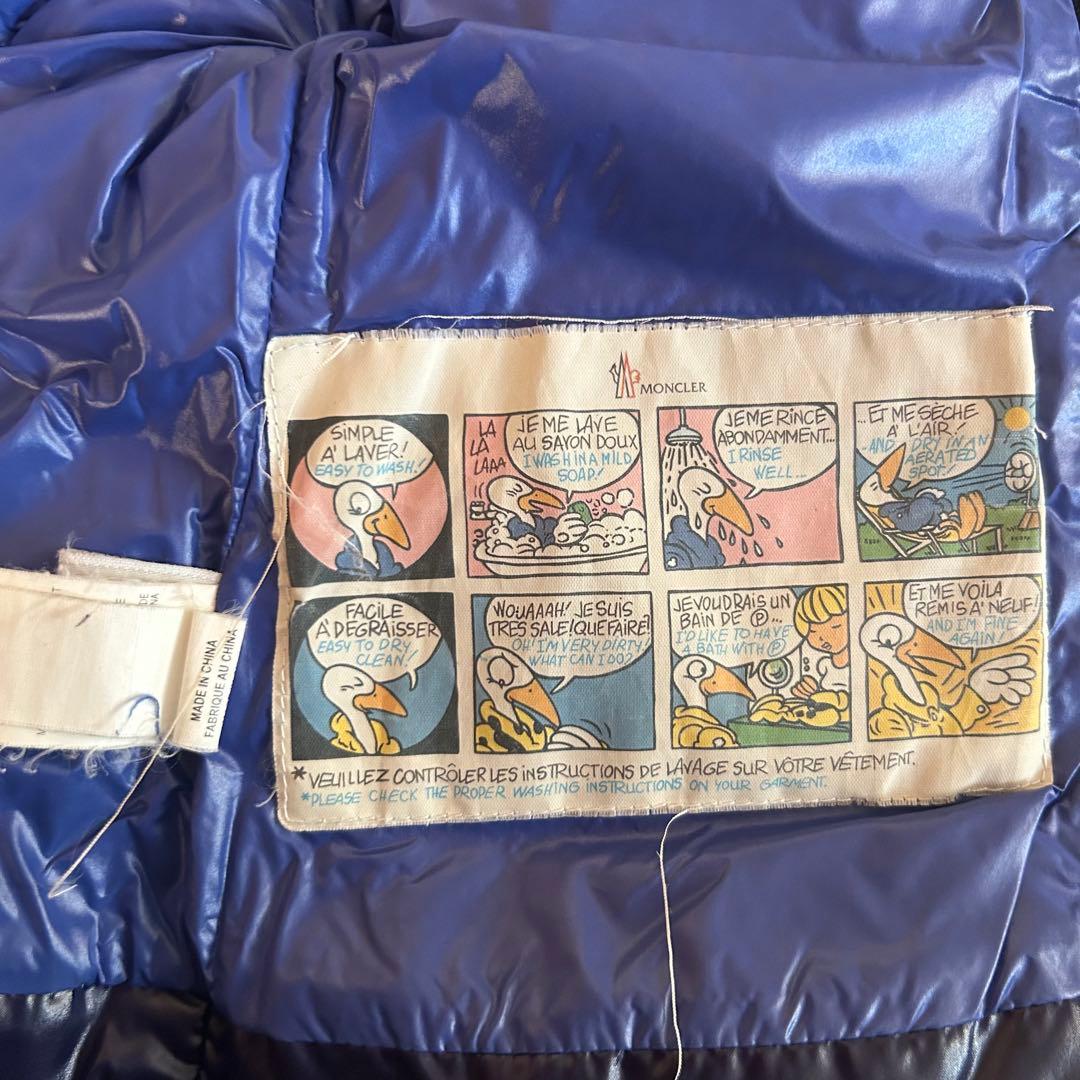 MONCLER
SIMPLE
A' LAVER!
EASY TO WASH!
LA
LA
LAAA
JE ME LAVE
AU SAVON DOUX
I WASH IN A MILD
SOAP!
JE ME RINCE
ABONDAMMENT...
I RINSE
WELL...
...ET ME SÈCHE
A' L'AIR!
AND I DRY IN AN
AERATED
SPOT!
FACILE
A' DEGRAISSER
EASY TO DRY
CLEAN!
WOUAAAH! JE SUIS
TRES SALE! QUE FAIRE?
OH! I'M VERY DIRTY.
WHAT CAN I DO?
JE VOUDRAIS UN
BAIN DE Ⓟ...
I'D LIKE TO HAVE
A BATH WITH Ⓟ
ET ME VOILA
REMIS A' NEUF!
AND I'M FINE
AGAIN!
*VEUILLEZ CONTRÔLER LES INSTRUCTIONS DE LAVAGE SUR VÔTRE VÊTEMENT.
*PLEASE CHECK THE PROPER WASHING INSTRUCTIONS ON YOUR GARMENT.
MADE IN CHINA
FABRIQUE AU CHINA